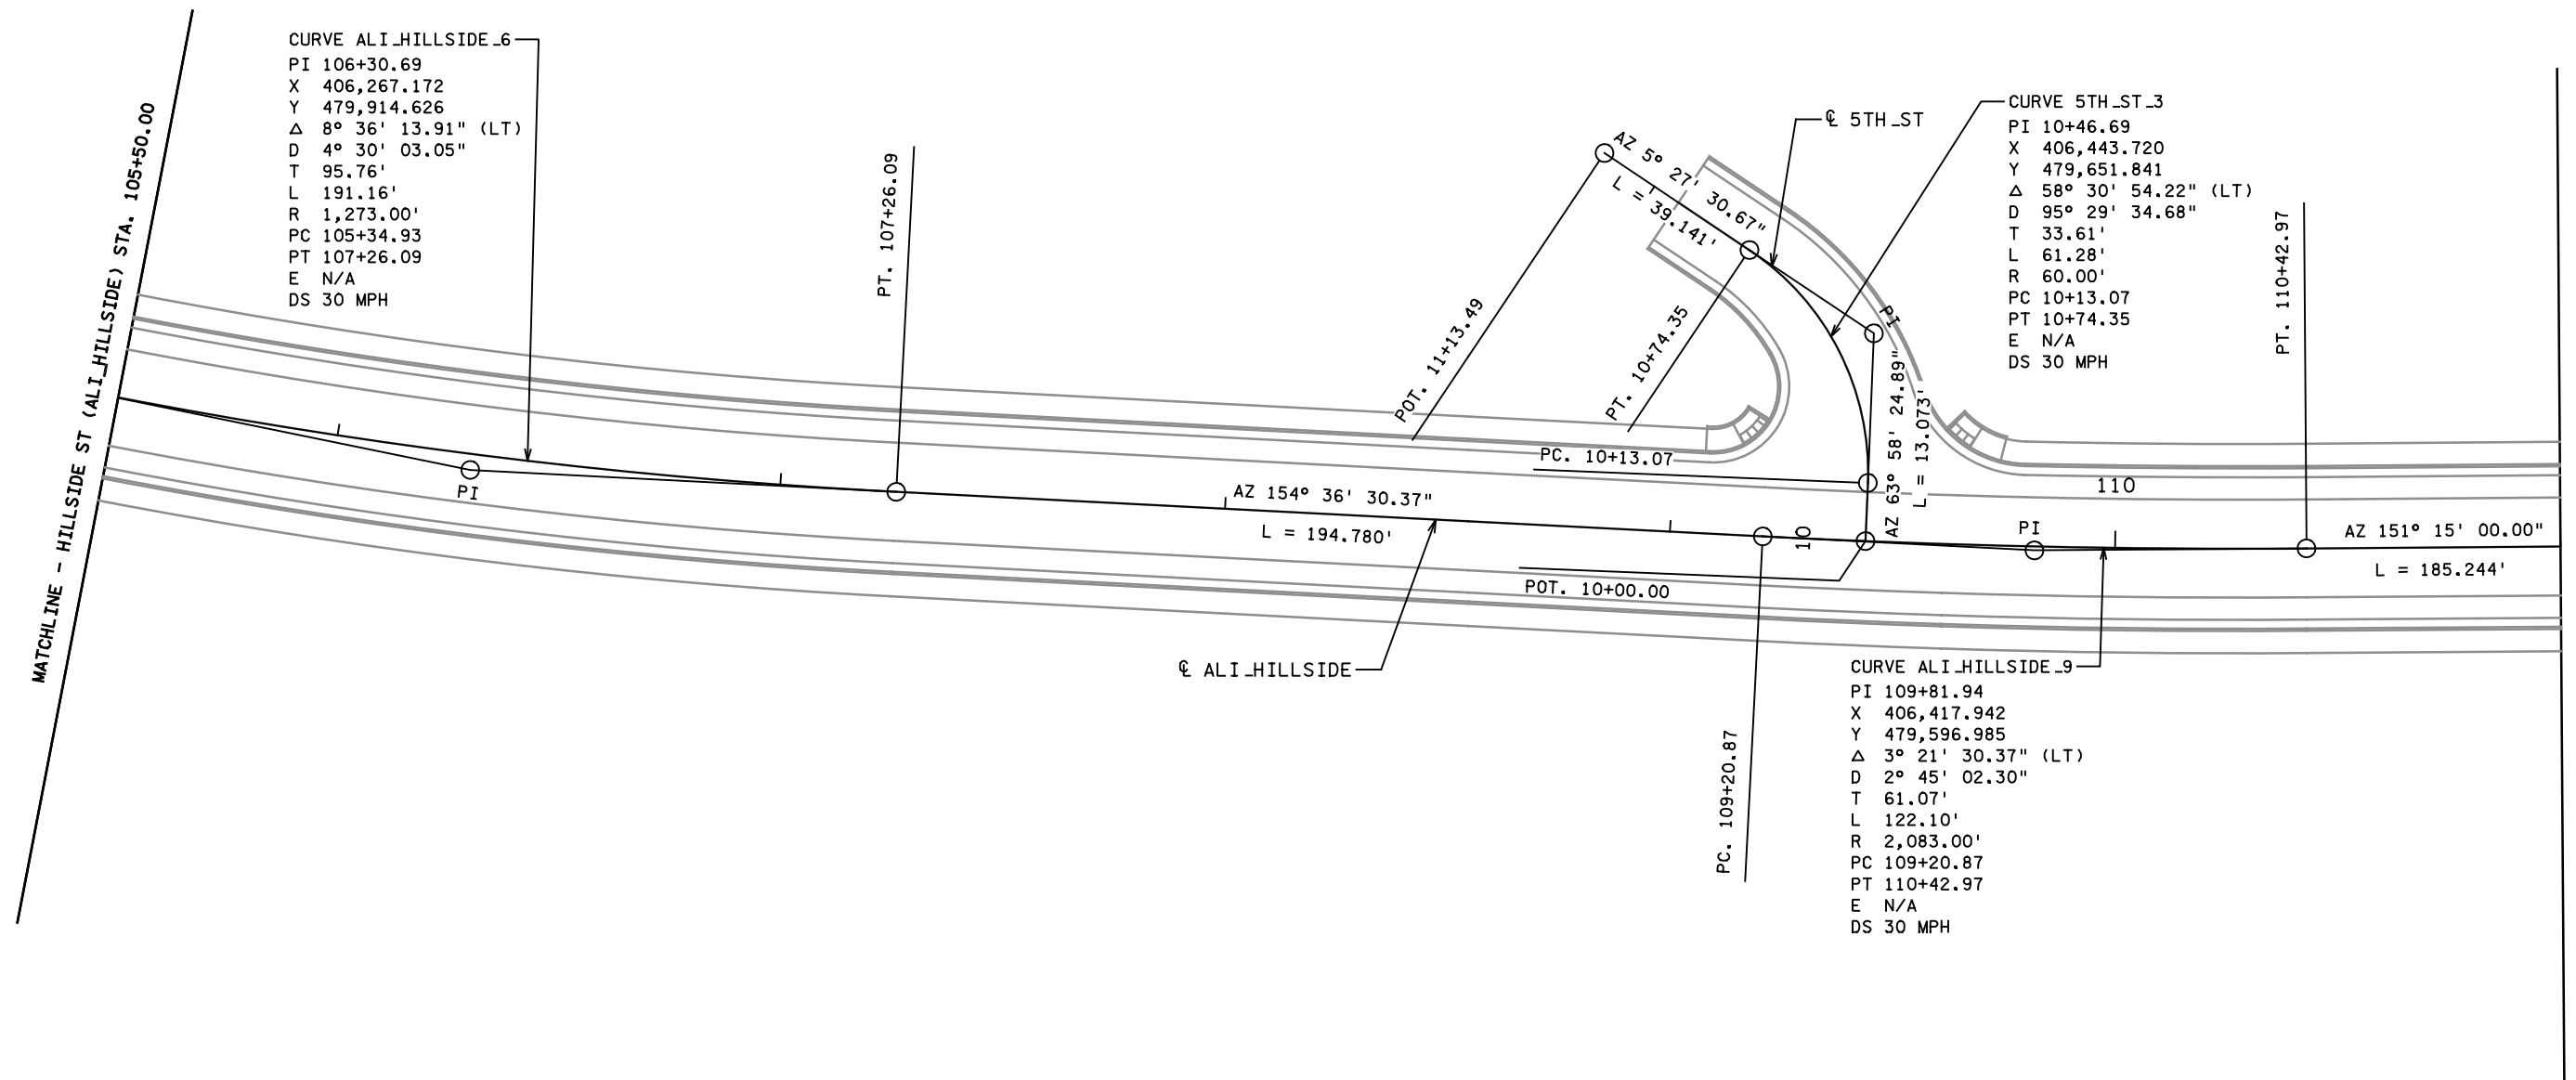 CURVE ALI_HILLSIDE_6
PI 106+30.69
X 406,267.172
Y 479,914.626
Δ 8° 36' 13.91" (LT)
D 4° 30' 03.05"
T 95.76'
L 191.16'
R 1,273.00'
PC 105+34.93
PT 107+26.09
E N/A
DS 30 MPH
MATCHLINE - HILLSIDE ST (ALI_HILLSIDE) STA. 105+50.00
PI
PT. 107+26.09
AZ 154° 36' 30.37"
L = 194.780'
℄ ALI_HILLSIDE
POT. 11+13.49
PT. 10+74.35
AZ 5° 27' 30.67"
L = 39.141'
℄ 5TH_ST
CURVE 5TH_ST_3
PI 10+46.69
X 406,443.720
Y 479,651.841
Δ 58° 30' 54.22" (LT)
D 95° 29' 34.68"
T 33.61'
L 61.28'
R 60.00'
PC 10+13.07
PT 10+74.35
E N/A
DS 30 MPH
PI
PC. 10+13.07
AZ 63° 58' 24.89"
L = 13.073'
10
POT. 10+00.00
PC. 109+20.87
PI
110
PT. 110+42.97
AZ 151° 15' 00.00"
L = 185.244'
CURVE ALI_HILLSIDE_9
PI 109+81.94
X 406,417.942
Y 479,596.985
Δ 3° 21' 30.37" (LT)
D 2° 45' 02.30"
T 61.07'
L 122.10'
R 2,083.00'
PC 109+20.87
PT 110+42.97
E N/A
DS 30 MPH